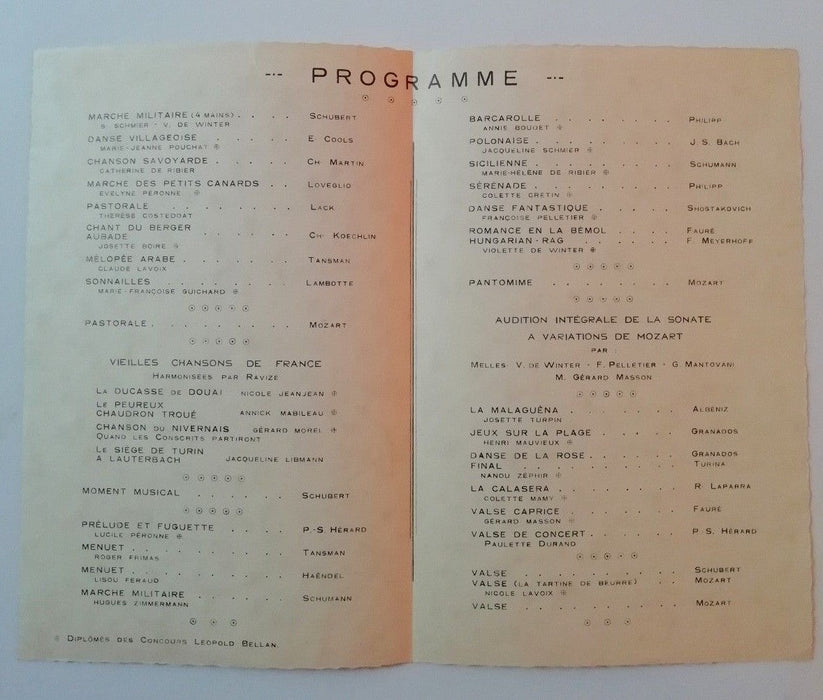 PROGRAMME
MARCHE MILITAIRE (4 MAINS) . . . . SCHUBERT
S. SCHMIER - V. DE WINTER
DANSE VILLAGEOISE . . . . . E. COOLS
MARIE-JEANNE POUCHAT ⊕
CHANSON SAVOYARDE . . . . CH. MARTIN
CATHERINE DE RIBIER
MARCHE DES PETITS CANARDS . . LOVEGLIO
EVELYNE PÉRONNE ⊕
PASTORALE . . . . . . . LACK
THERÈSE COSTEDOAT
CHANT DU BERGER
AUBADE . . . . . CH. KOECHLIN
JOSETTE BOIRE ⊕
MÉLOPÉE ARABE . . . . . . TANSMAN
CLAUDE LAVOIX
SONNAILLES . . . . . . LAMBOTTE
MARIE-FRANÇOISE GUICHARD ⊕
PASTORALE . . . . . . . MOZART
VIEILLES CHANSONS DE FRANCE
HARMONISÉES PAR RAVIZÉ
LA DUCASSE DE DOUAI NICOLE JEANJEAN ⊕
LE PEUREUX
CHAUDRON TROUÉ ANNICK MABILEAU ⊕
CHANSON DU NIVERNAIS GÉRARD MOREL ⊕
QUAND LES CONSCRITS PARTIRONT
LE SIÈGE DE TURIN
A LAUTERBACH JACQUELINE LIBMANN
MOMENT MUSICAL . . . . . SCHUBERT
PRÉLUDE ET FUGUETTE . . . . P.-S. HÉRARD
LUCILE PÉRONNE ⊕
MENUET . . . . . . . . TANSMAN
ROGER FRIMAS
MENUET . . . . . . . . HAËNDEL
LISOU FÉRAUD
MARCHE MILITAIRE . . . . . SCHUMANN
HUGUES ZIMMERMANN
⊕ DIPLÔMÉS DES CONCOURS LÉOPOLD BELLAN.
BARCAROLLE . . . . . . . PHILIPP
ANNIE BOUDET ⊕
POLONAISE . . . . . . . J. S. BACH
JACQUELINE SCHMIER ⊕
SICILIENNE . . . . . . . SCHUMANN
MARIE-HÉLÈNE DE RIBIER ⊕
SÉRÉNADE . . . . . . . PHILIPP
COLETTE CRETIN ⊕
DANSE FANTASTIQUE . . . . . SHOSTAKOVICH
FRANÇOISE PELLETIER ⊕
ROMANCE EN LA BÉMOL . . . . FAURÉ
HUNGARIAN-RAG . . . . . F. MEYERHOFF
VIOLETTE DE WINTER ⊕
PANTOMIME . . . . . . . MOZART
AUDITION INTÉGRALE DE LA SONATE
A VARIATIONS DE MOZART
PAR :
MELLES V. DE WINTER - F. PELLETIER - G. MANTOVANI
M. GÉRARD MASSON
LA MALAGUÈNA . . . . . . ALBÉNIZ
JOSETTE TURPIN
JEUX SUR LA PLAGE . . . . . GRANADOS
HENRI MAUVIEUX ⊕
DANSE DE LA ROSE . . . . . GRANADOS
FINAL . . . . . . . . . TURINA
NANOU ZÉPHIR ⊕
LA CALASERA . . . . . . R. LAPARRA
COLETTE MAMY ⊕
VALSE CAPRICE . . . . . . FAURÉ
GÉRARD MASSON ⊕
VALSE DE CONCERT . . . . . P. S. HÉRARD
PAULETTE DURAND
VALSE . . . . . . . . SCHUBERT
VALSE (LA TARTINE DE BEURRE) . . MOZART
NICOLE LAVOIX ⊕
VALSE . . . . . . . . MOZART